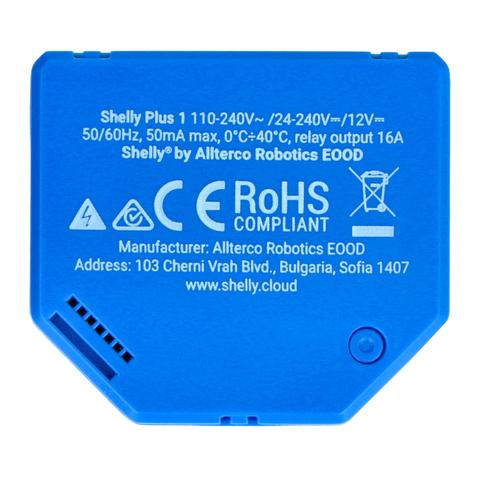 Shelly Plus 1 110-240V~ /24-240V⎓/12V⎓
50/60Hz, 50mA max, 0°C÷40°C, relay output 16A
Shelly® by Allterco Robotics EOOD
CE RoHS
COMPLIANT
Manufacturer: Allterco Robotics EOOD
Address: 103 Cherni Vrah Blvd., Bulgaria, Sofia 1407
www.shelly.cloud